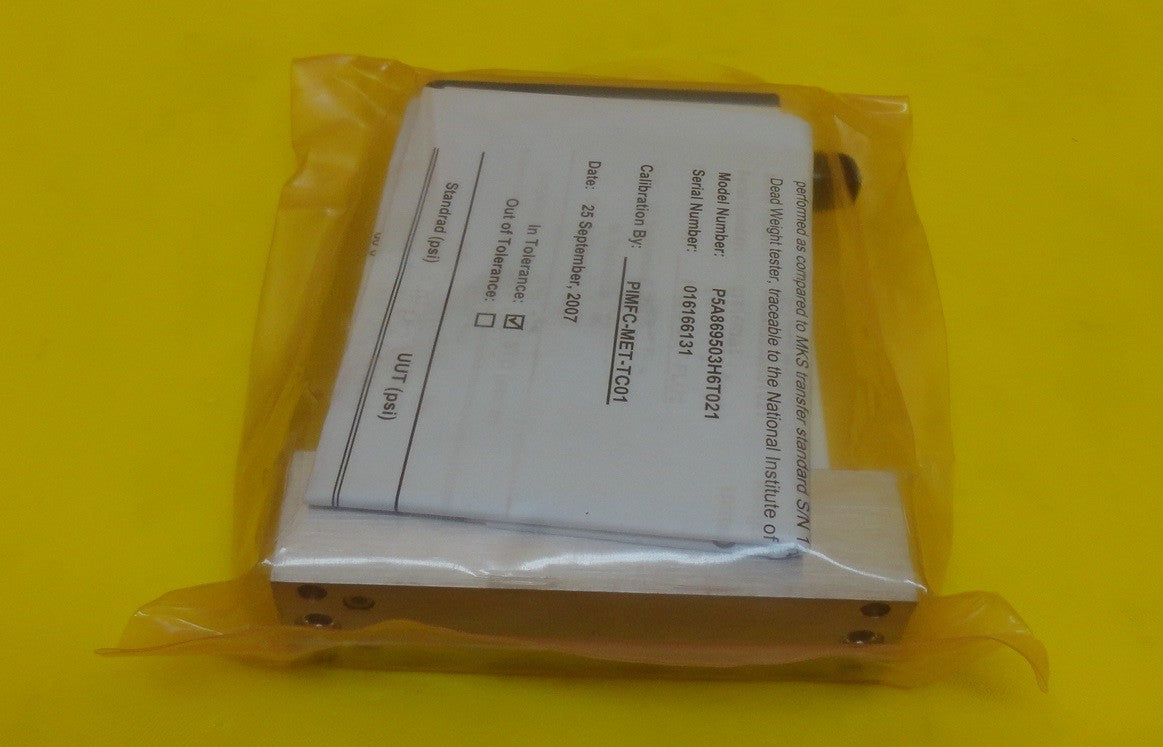 performed as compared to MKS transfer standard S/N 1
Dead Weight tester, traceable to the National Institute of
Model Number: P5A869503H6T021
Serial Number: 016166131
Calibration By: PIMFC-MET-TC01
Date: 25 September, 2007
In Tolerance: ☑
Out of Tolerance: ☐
Standrad (psi) UUT (psi)